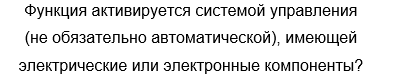 Функция активируется системой управления
(не обязательно автоматической), имеющей
электрические или электронные компоненты?